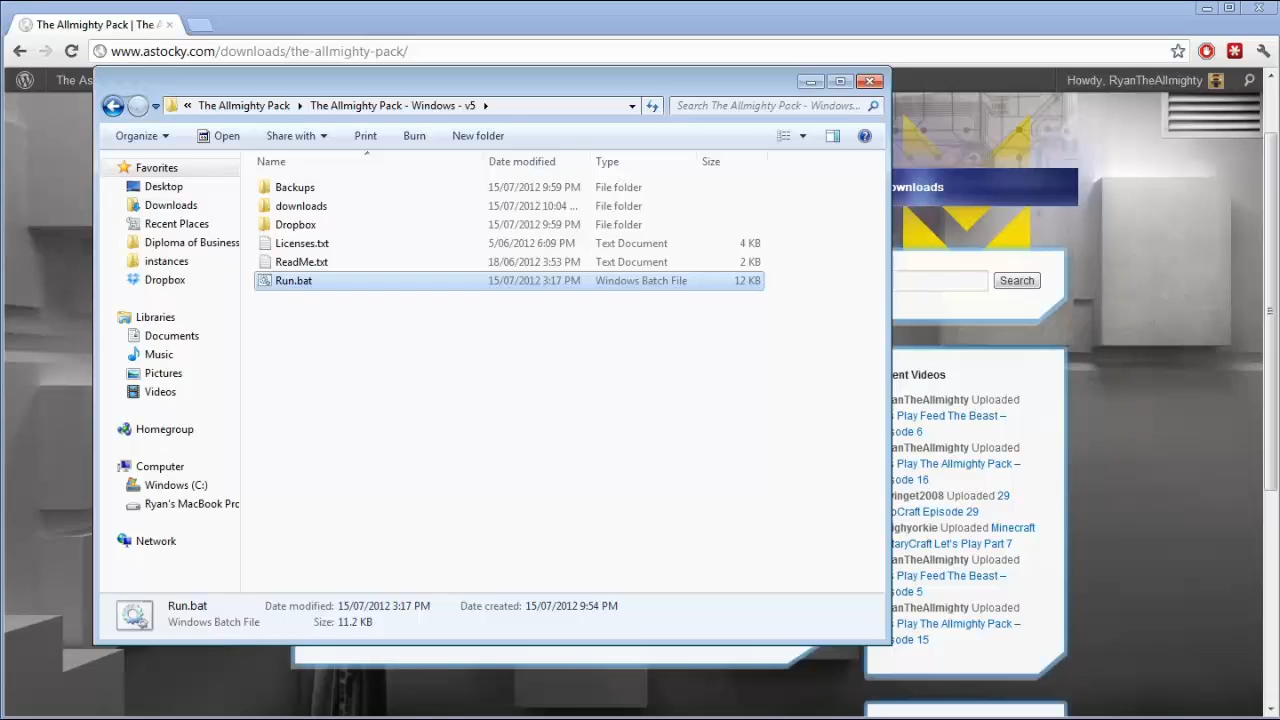 The Allmighty Pack | The A
www.astocky.com/downloads/the-allmighty-pack/
The As
Howdy, RyanTheAllmighty
« The Allmighty Pack The Allmighty Pack - Windows - v5
Search The Allmighty Pack - Windows...
Organize Open Share with Print Burn New folder
Name Date modified Type Size
Favorites
Desktop
Downloads
Recent Places
Diploma of Business
instances
Dropbox
Libraries
Documents
Music
Pictures
Videos
Homegroup
Computer
Windows (C:)
Ryan's MacBook Pro
Network
Backups 15/07/2012 9:59 PM File folder
downloads 15/07/2012 10:04 ... File folder
Dropbox 15/07/2012 9:59 PM File folder
Licenses.txt 5/06/2012 6:09 PM Text Document 4 KB
ReadMe.txt 18/06/2012 3:53 PM Text Document 2 KB
Run.bat 15/07/2012 3:17 PM Windows Batch File 12 KB
Run.bat Date modified: 15/07/2012 3:17 PM Date created: 15/07/2012 9:54 PM
Windows Batch File Size: 11.2 KB
ownloads
Search
ent Videos
anTheAllmighty Uploaded
s Play Feed The Beast –
sode 6
anTheAllmighty Uploaded
s Play The Allmighty Pack –
ode 16
vinget2008 Uploaded 29
oCraft Episode 29
ghyorkie Uploaded Minecraft
taryCraft Let's Play Part 7
anTheAllmighty Uploaded
s Play Feed The Beast –
sode 5
anTheAllmighty Uploaded
s Play The Allmighty Pack –
ode 15